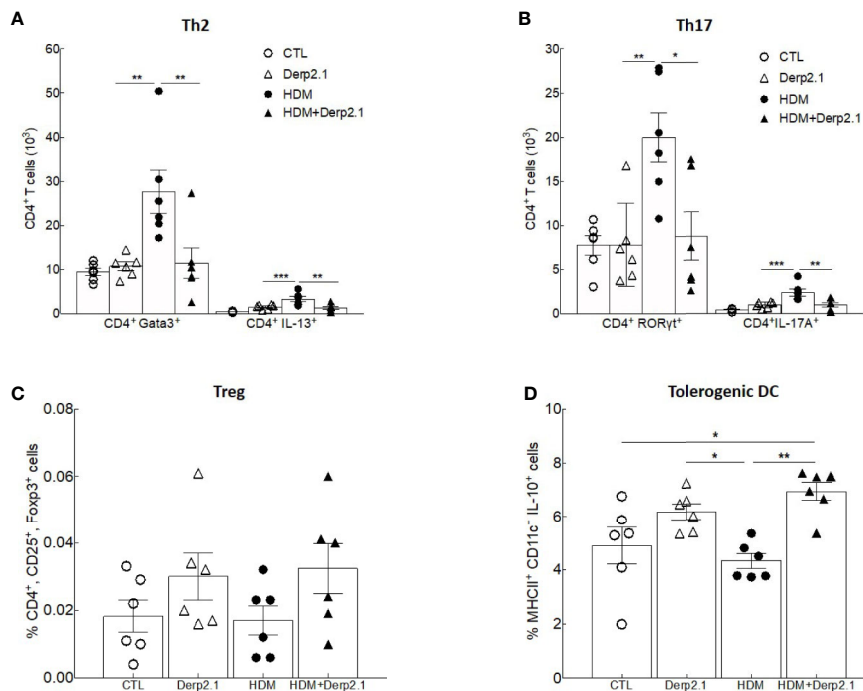 A
Th2
60
50
40
30
20
10
0
CD4+ T cells (10³)
CTL
Derp2.1
HDM
HDM+Derp2.1
** **
*** **
CD4+ Gata3+ CD4+ IL-13+
B
Th17
30
25
20
15
10
5
0
CD4+ T cells (10³)
CTL
Derp2.1
HDM
HDM+Derp2.1
** *
*** **
CD4+ RORγt+ CD4+IL-17A+
C
Treg
0.08
0.06
0.04
0.02
0.00
% CD4+, CD25+, Foxp3+ cells
CTL Derp2.1 HDM HDM+Derp2.1
D
Tolerogenic DC
10
8
6
4
2
0
% MHCII+ CD11c- IL-10+ cells
*
* **
CTL Derp2.1 HDM HDM+Derp2.1